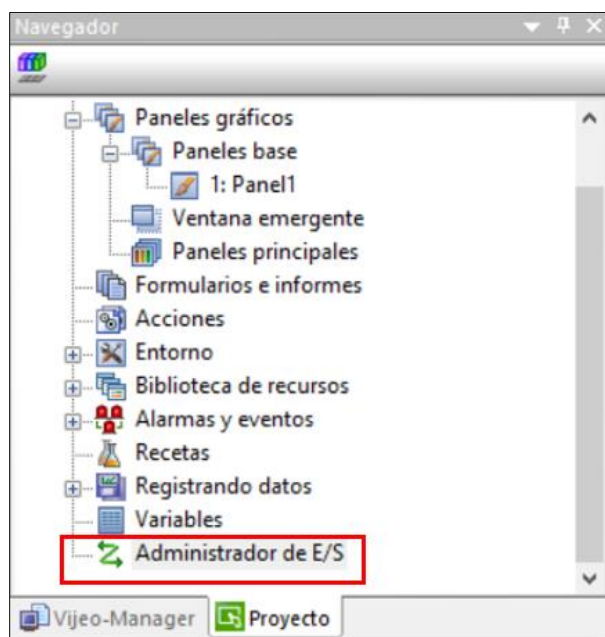 Navegador
Paneles gráficos
Paneles base
1: Panel1
Ventana emergente
Paneles principales
Formularios e informes
Acciones
Entorno
Biblioteca de recursos
Alarmas y eventos
Recetas
Registrando datos
Variables
Administrador de E/S
Vijeo-Manager Proyecto